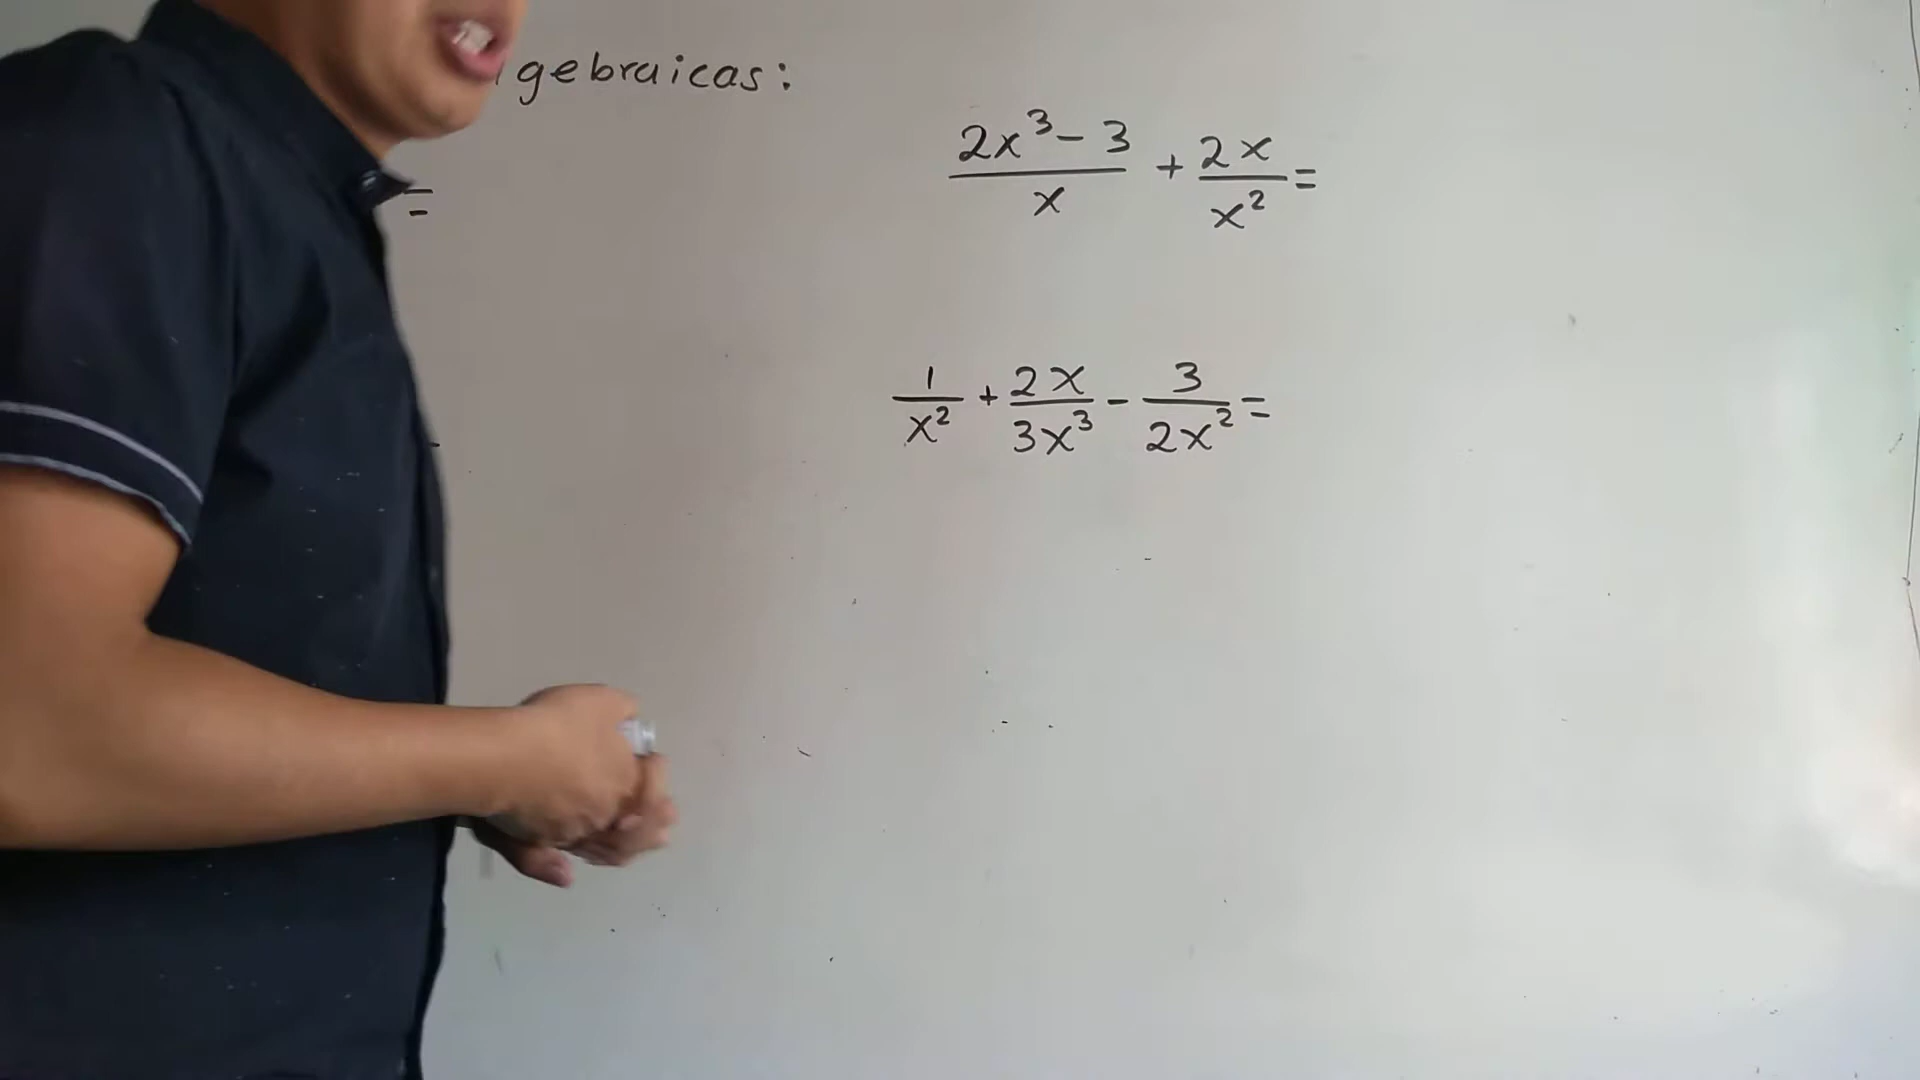 gebraicas:
=
(2x³ - 3)/x + 2x/x² =
1/x² + 2x/3x³ - 3/2x² =